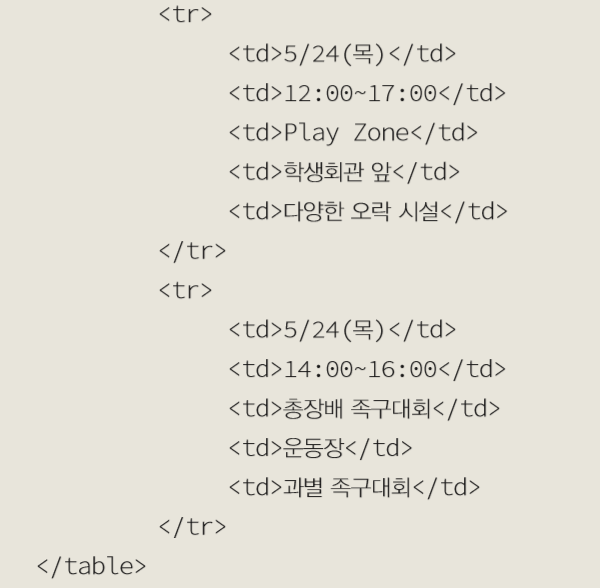 <tr>
<td>5/24(목)</td>
<td>12:00~17:00</td>
<td>Play Zone</td>
<td>학생회관 앞</td>
<td>다양한 오락 시설</td>
</tr>
<tr>
<td>5/24(목)</td>
<td>14:00~16:00</td>
<td>총장배 족구대회</td>
<td>운동장</td>
<td>과별 족구대회</td>
</tr>
</table>